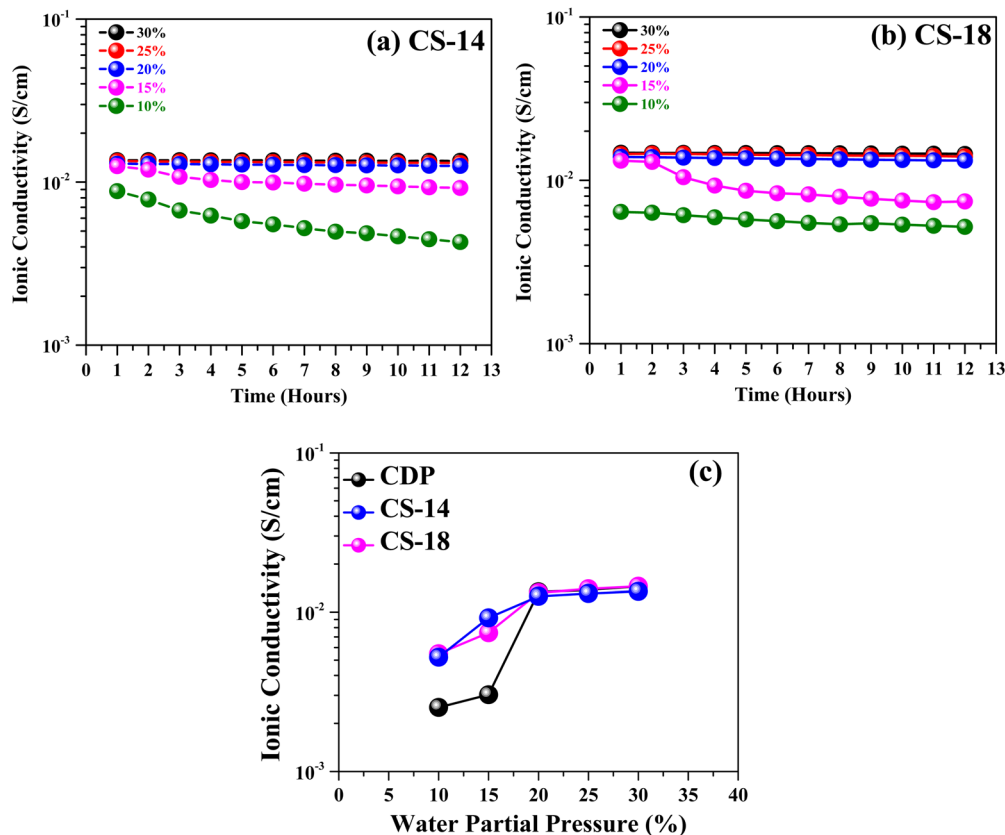 (a) CS-14
30%
25%
20%
15%
10%
10-1
10-2
10-3
Ionic Conductivity (S/cm)
0 1 2 3 4 5 6 7 8 9 10 11 12 13
Time (Hours)
(b) CS-18
30%
25%
20%
15%
10%
10-1
10-2
10-3
Ionic Conductivity (S/cm)
0 1 2 3 4 5 6 7 8 9 10 11 12 13
Time (Hours)
(c)
CDP
CS-14
CS-18
10-1
10-2
10-3
Ionic Conductivity (S/cm)
0 5 10 15 20 25 30 35 40
Water Partial Pressure (%)